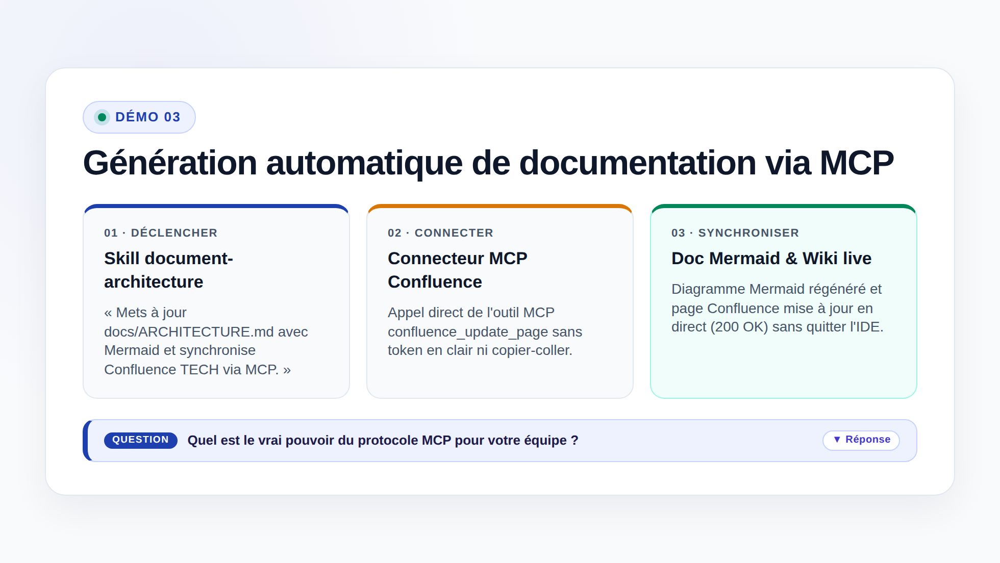 DÉMO 03
Génération automatique de documentation via MCP
01 · DÉCLENCHER
Skill document-
architecture
« Mets à jour
docs/ARCHITECTURE.md avec
Mermaid et synchronise
Confluence TECH via MCP. »
02 · CONNECTER
Connecteur MCP
Confluence
Appel direct de l'outil MCP
confluence_update_page sans
token en clair ni copier-coller.
03 · SYNCHRONISER
Doc Mermaid & Wiki live
Diagramme Mermaid régénéré et
page Confluence mise à jour en
direct (200 OK) sans quitter l'IDE.
QUESTION Quel est le vrai pouvoir du protocole MCP pour votre équipe ? ▼ Réponse